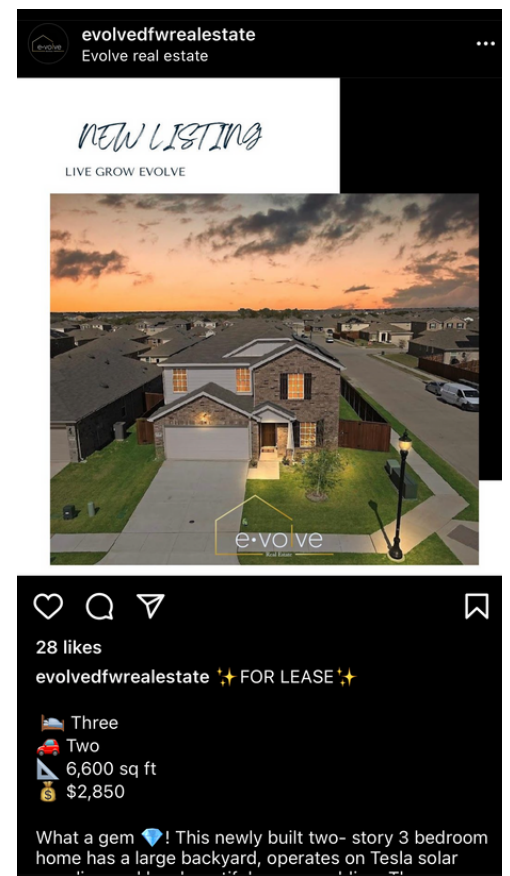 e·volve
evolvedfwrealestate
Evolve real estate
NEW LISTING
LIVE GROW EVOLVE
e·volve
Real Estate
28 likes
evolvedfwrealestate ✨FOR LEASE✨
🛌 Three
🚗 Two
📐 6,600 sq ft
💰 $2,850
What a gem 💎! This newly built two- story 3 bedroom
home has a large backyard, operates on Tesla solar